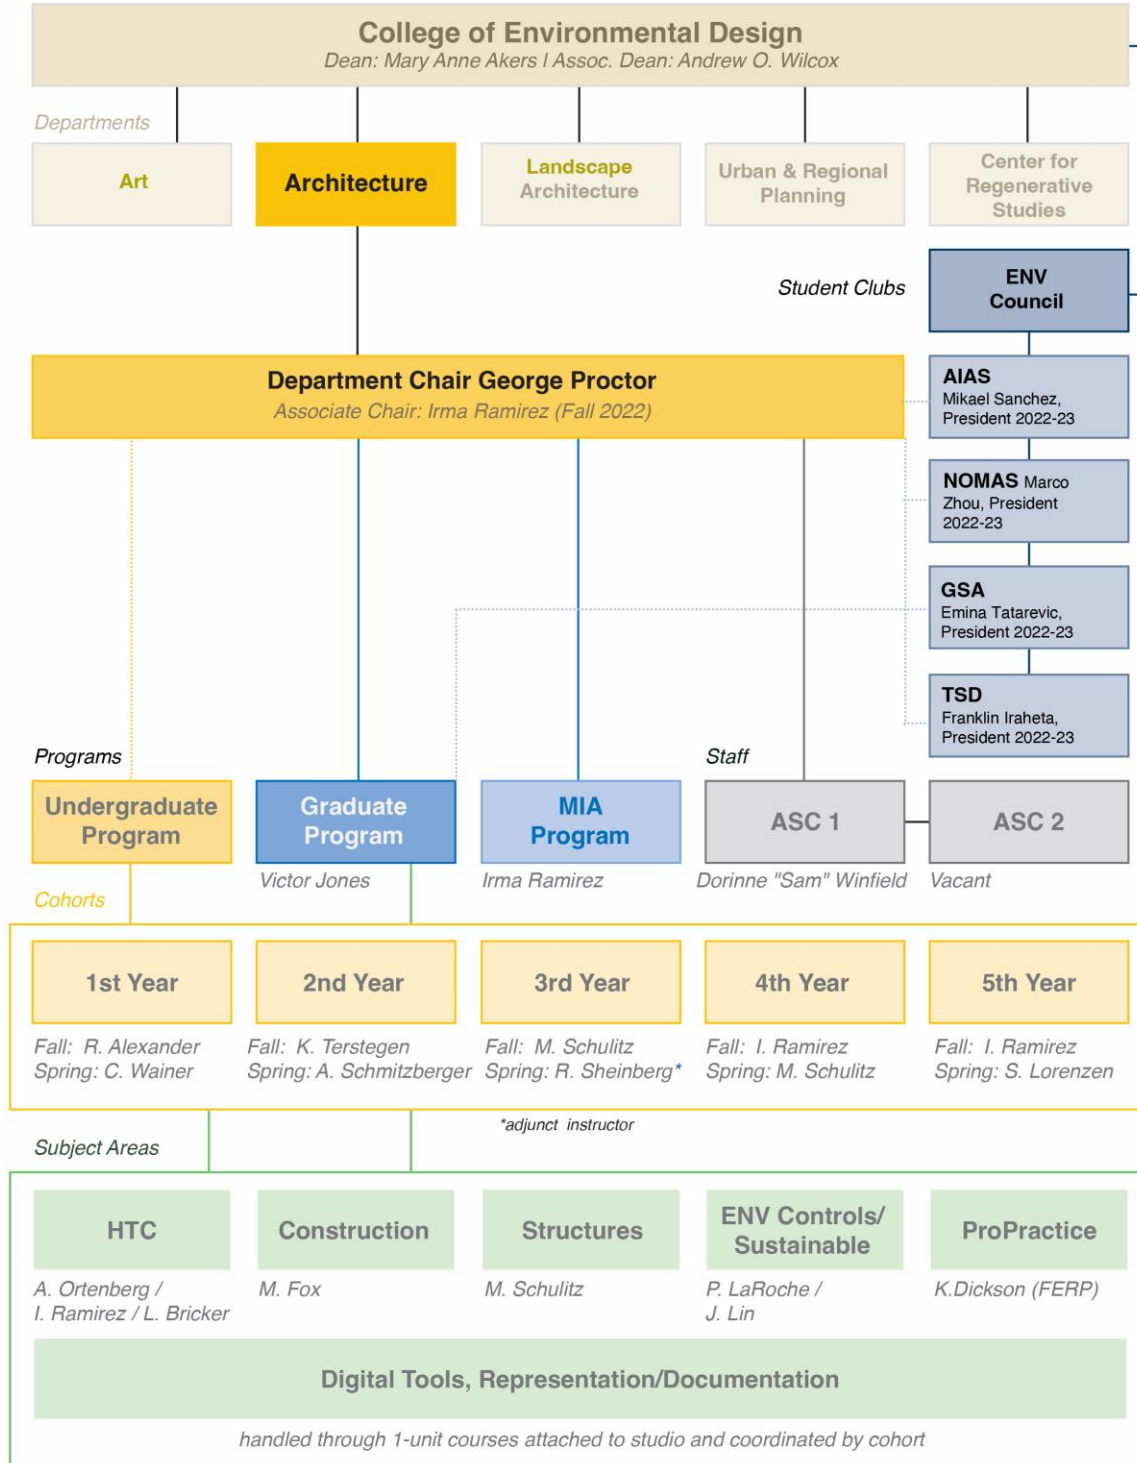 College of Environmental Design
Dean: Mary Anne Akers I Assoc. Dean: Andrew O. Wilcox
Departments
Art
Architecture
Landscape
Architecture
Urban & Regional
Planning
Center for
Regenerative
Studies
Student Clubs
ENV
Council
Department Chair George Proctor
Associate Chair: Irma Ramirez (Fall 2022)
AIAS
Mikael Sanchez,
President 2022-23
NOMAS Marco
Zhou, President
2022-23
GSA
Emina Tatarevic,
President 2022-23
TSD
Franklin Iraheta,
President 2022-23
Programs
Staff
Undergraduate
Program
Graduate
Program
MIA
Program
ASC 1
ASC 2
Victor Jones
Irma Ramirez
Dorinne "Sam" Winfield
Vacant
Cohorts
1st Year
2nd Year
3rd Year
4th Year
5th Year
Fall: R. Alexander
Spring: C. Wainer
Fall: K. Terstegen
Spring: A. Schmitzberger
Fall: M. Schulitz
Spring: R. Sheinberg*
Fall: I. Ramirez
Spring: M. Schulitz
Fall: I. Ramirez
Spring: S. Lorenzen
*adjunct instructor
Subject Areas
HTC
Construction
Structures
ENV Controls/
Sustainable
ProPractice
A. Ortenberg /
I. Ramirez / L. Bricker
M. Fox
M. Schulitz
P. LaRoche /
J. Lin
K.Dickson (FERP)
Digital Tools, Representation/Documentation
handled through 1-unit courses attached to studio and coordinated by cohort